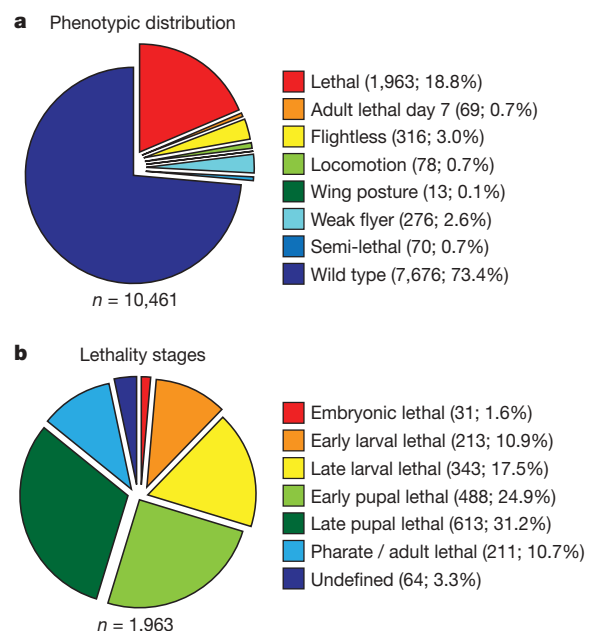 a Phenotypic distribution
Lethal (1,963; 18.8%)
Adult lethal day 7 (69; 0.7%)
Flightless (316; 3.0%)
Locomotion (78; 0.7%)
Wing posture (13; 0.1%)
Weak flyer (276; 2.6%)
Semi-lethal (70; 0.7%)
Wild type (7,676; 73.4%)
n = 10,461
b Lethality stages
Embryonic lethal (31; 1.6%)
Early larval lethal (213; 10.9%)
Late larval lethal (343; 17.5%)
Early pupal lethal (488; 24.9%)
Late pupal lethal (613; 31.2%)
Pharate / adult lethal (211; 10.7%)
Undefined (64; 3.3%)
n = 1,963